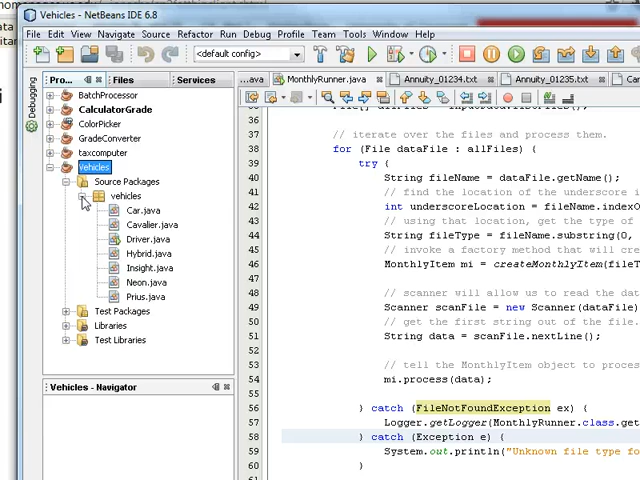 Vehicles - NetBeans IDE 6.8
File Edit View Navigate Source Refactor Run Debug Profile Team Tools Window Help
<default config>
Pro... Files Services
Debugging
BatchProcessor
CalculatorGrade
ColorPicker
GradeConverter
taxcomputer
Vehicles
Source Packages
vehicles
Car.java
Cavalier.java
Driver.java
Hybrid.java
Insight.java
Neon.java
Prius.java
Test Packages
Libraries
Test Libraries
Vehicles - Navigator
...ava MonthlyRunner.java Annuity_01234.txt Annuity_01235.txt Car
36
37 // iterate over the files and process them.
38 for (File dataFile : allFiles) {
39 try {
40 String fileName = dataFile.getName();
41 // find the location of the underscore i
42 int underscoreLocation = fileName.indexO
43 // using that location, get the type of
44 String fileType = fileName.substring(0,
45 // invoke a factory method that will cre
46 MonthlyItem mi = createMonthlyItem(fileT
47
48 // scanner will allow us to read the dat
49 Scanner scanFile = new Scanner(dataFile)
50 // get the first string out of the file.
51 String data = scanFile.nextLine();
52
53 // tell the MonthlyItem object to proces
54 mi.process(data);
55
56 } catch (FileNotFoundException ex) {
57 Logger.getLogger(MonthlyRunner.class.get
58 } catch (Exception e) {
59 System.out.println("Unknown file type fo
60 }